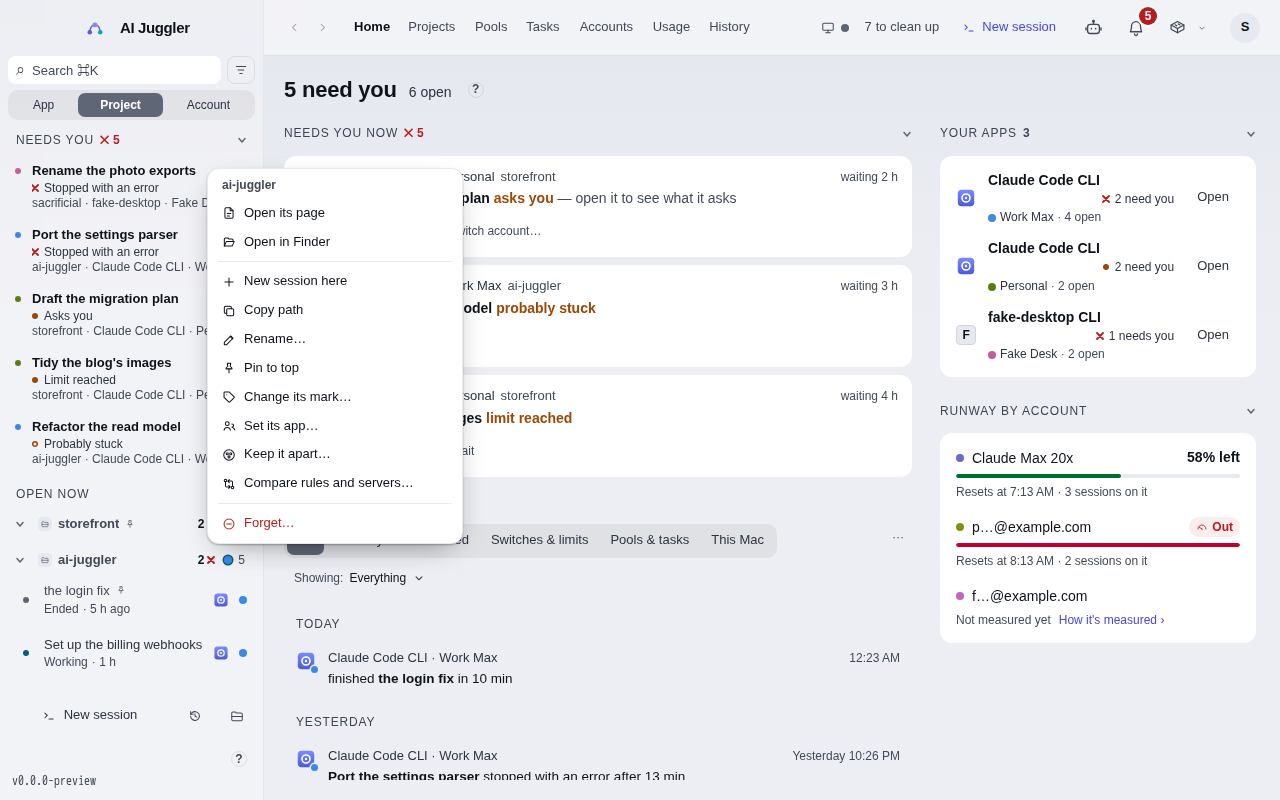 AI Juggler
Search ⌘K
App Project Account
NEEDS YOU 5
Rename the photo exports
Stopped with an error
sacrificial · fake-desktop · Fake D
Port the settings parser
Stopped with an error
ai-juggler · Claude Code CLI · Wo
Draft the migration plan
Asks you
storefront · Claude Code CLI · Pe
Tidy the blog's images
Limit reached
storefront · Claude Code CLI · Pe
Refactor the read model
Probably stuck
ai-juggler · Claude Code CLI · Wo
OPEN NOW
storefront 2
ai-juggler 2 5
the login fix
Ended · 5 h ago
Set up the billing webhooks
Working · 1 h
New session
?
v0.0.0-preview
Home Projects Pools Tasks Accounts Usage History
7 to clean up
New session
5
S
5 need you 6 open ?
NEEDS YOU NOW 5
rsonal storefront waiting 2 h
plan asks you — open it to see what it asks
witch account…
rk Max ai-juggler waiting 3 h
odel probably stuck
rsonal storefront waiting 4 h
ges limit reached
ait
ai-juggler
Open its page
Open in Finder
New session here
Copy path
Rename…
Pin to top
Change its mark…
Set its app…
Keep it apart…
Compare rules and servers…
Forget…
ed Switches & limits Pools & tasks This Mac ···
Showing: Everything
TODAY
Claude Code CLI · Work Max 12:23 AM
finished the login fix in 10 min
YESTERDAY
Claude Code CLI · Work Max Yesterday 10:26 PM
Port the settings parser stopped with an error after 13 min
YOUR APPS 3
Claude Code CLI
2 need you
Work Max · 4 open
Open
Claude Code CLI
2 need you
Personal · 2 open
Open
F
fake-desktop CLI
1 needs you
Fake Desk · 2 open
Open
RUNWAY BY ACCOUNT
Claude Max 20x 58% left
Resets at 7:13 AM · 3 sessions on it
p…@example.com Out
Resets at 8:13 AM · 2 sessions on it
f…@example.com
Not measured yet How it's measured ›